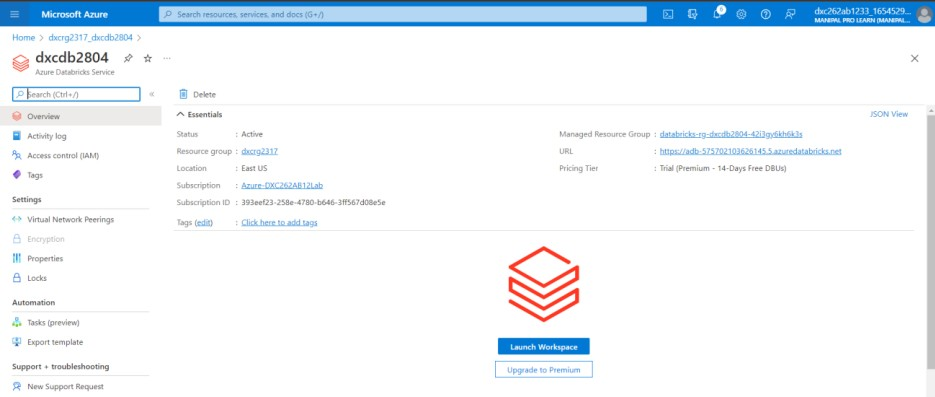 Microsoft Azure
Search resources, services, and docs (G+/)
6
dxc262ab1233_1654529...
MANIPAL PRO LEARN (MANIPAL...
Home > dxcrg2317_dxcdb2804 >
dxcdb2804
Azure Databricks Service
Search (Ctrl+/)
Overview
Activity log
Access control (IAM)
Tags
Settings
Virtual Network Peerings
Encryption
Properties
Locks
Automation
Tasks (preview)
Export template
Support + troubleshooting
New Support Request
Delete
Essentials
JSON View
Status : Active
Resource group : dxcrg2317
Location : East US
Subscription : Azure-DXC262AB12Lab
Subscription ID : 393eef23-258e-4780-b646-3ff567d08e5e
Tags (edit) : Click here to add tags
Managed Resource Group : databricks-rg-dxcdb2804-42i3gy6kh6k3s
URL : https://adb-575702103626145.5.azuredatabricks.net
Pricing Tier : Trial (Premium - 14-Days Free DBUs)
Launch Workspace
Upgrade to Premium